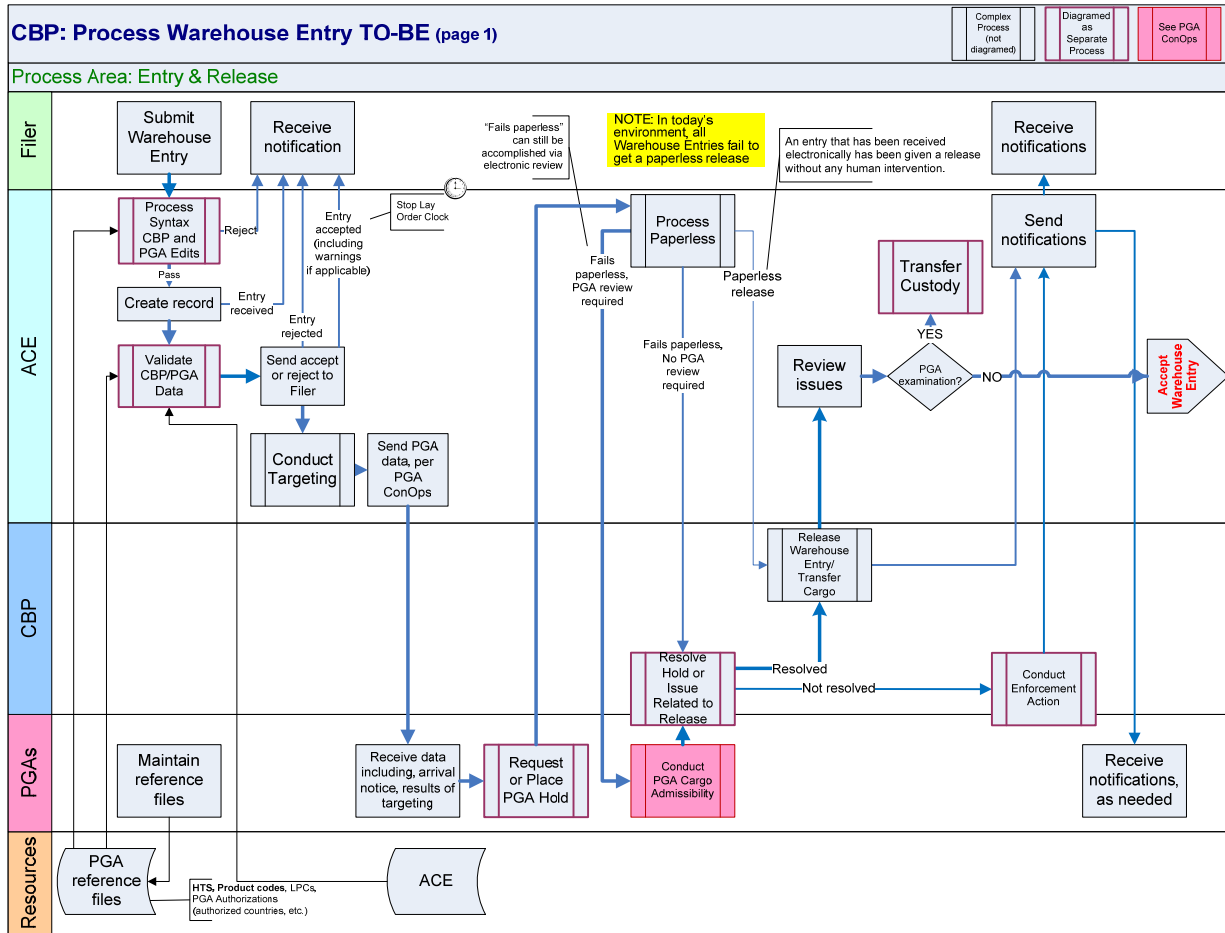 CBP: Process Warehouse Entry TO-BE (page 1)
Complex
Process
(not
diagramed)
Diagramed
as
Separate
Process
See PGA
ConOps
Process Area: Entry & Release
Filer
Submit
Warehouse
Entry
Receive
notification
“Fails paperless”
can still be
accomplished via
electronic review
NOTE: In today's
environment, all
Warehouse Entries fail to
get a paperless release
An entry that has been received
electronically has been given a release
without any human intervention.
Receive
notifications
ACE
Process
Syntax
CBP and
PGA Edits
Reject
Pass
Create record
Entry
received
Entry
rejected
Entry
accepted
(including
warnings
if applicable)
Stop Lay
Order Clock
Validate
CBP/PGA
Data
Send accept
or reject to
Filer
Conduct
Targeting
Send PGA
data, per
PGA
ConOps
Process
Paperless
Fails
paperless,
PGA review
required
Paperless
release
Fails paperless,
No PGA
review
required
Review
issues
Transfer
Custody
YES
PGA
examination?
NO
Send
notifications
Accept
Warehouse
Entry
CBP
Release
Warehouse
Entry/
Transfer
Cargo
Resolve
Hold or
Issue
Related to
Release
Resolved
Not resolved
Conduct
Enforcement
Action
PGAs
Maintain
reference
files
Receive data
including, arrival
notice, results of
targeting
Request
or Place
PGA Hold
Conduct
PGA Cargo
Admissibility
Receive
notifications,
as needed
Resources
PGA
reference
files
HTS, Product codes, LPCs,
PGA Authorizations
(authorized countries, etc.)
ACE